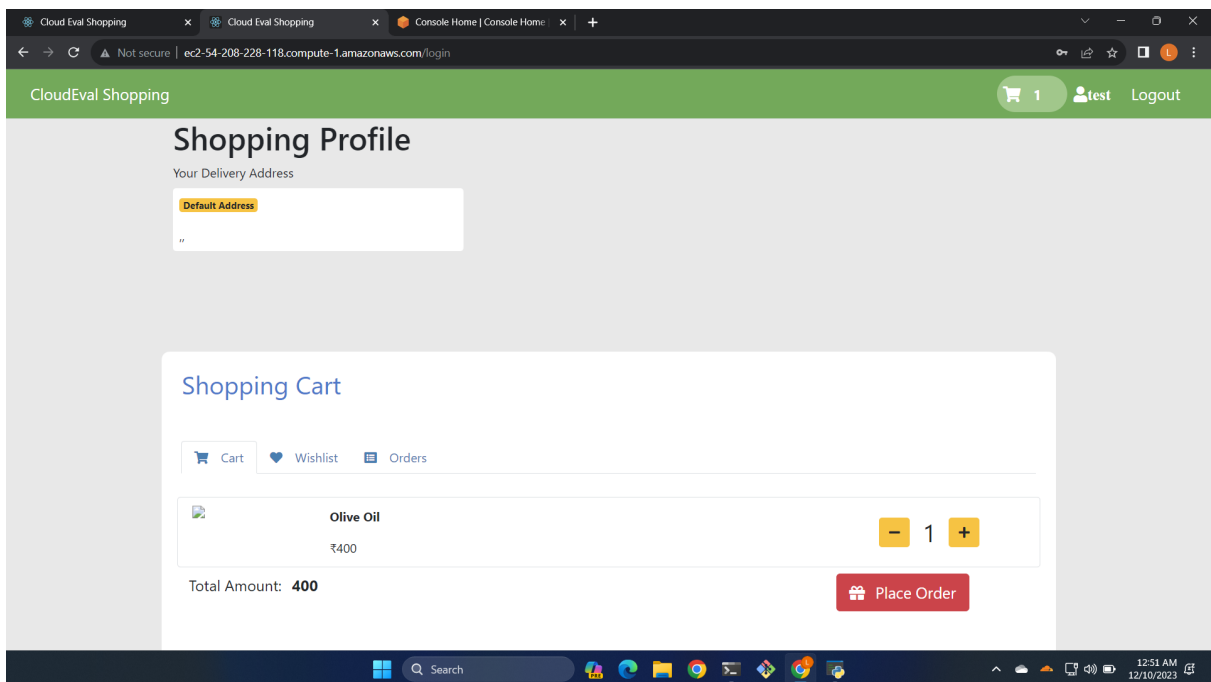 Cloud Eval Shopping
Cloud Eval Shopping
Console Home | Console Home
Not secure
ec2-54-208-228-118.compute-1.amazonaws.com/login
L
CloudEval Shopping
1
test
Logout
Shopping Profile
Your Delivery Address
Default Address
,,
Shopping Cart
Cart
Wishlist
Orders
Olive Oil
₹400
1
Total Amount: 400
Place Order
Search
PRE
12:51 AM
12/10/2023